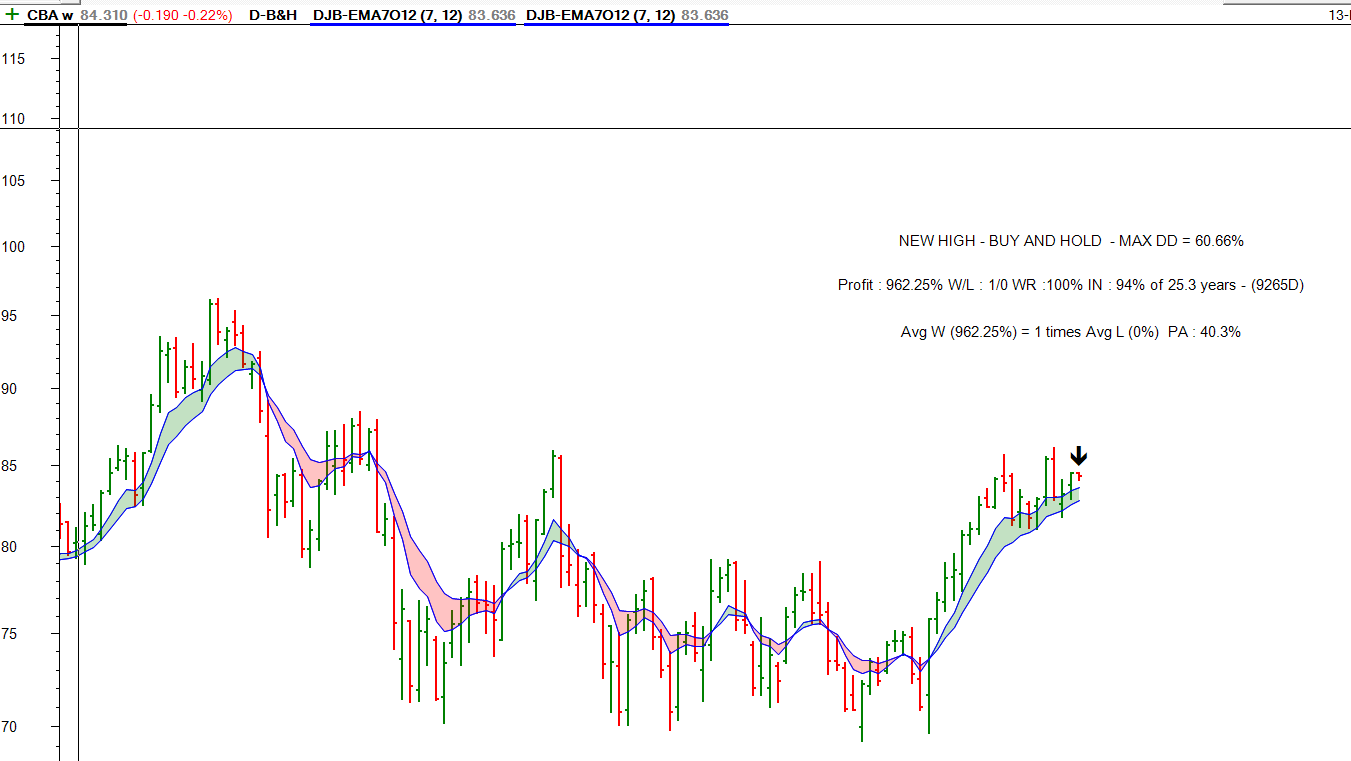 + CBA w 84.310 (-0.190 -0.22%) D-B&H DJB-EMA7O12 (7, 12) 83.636 DJB-EMA7O12 (7, 12) 83.636
115
110
105
100
NEW HIGH - BUY AND HOLD - MAX DD = 60.66%
Profit : 962.25% W/L : 1/0 WR :100% IN : 94% of 25.3 years - (9265D)
Avg W (962.25%) = 1 times Avg L (0%) PA : 40.3%
95
90
85
80
75
70